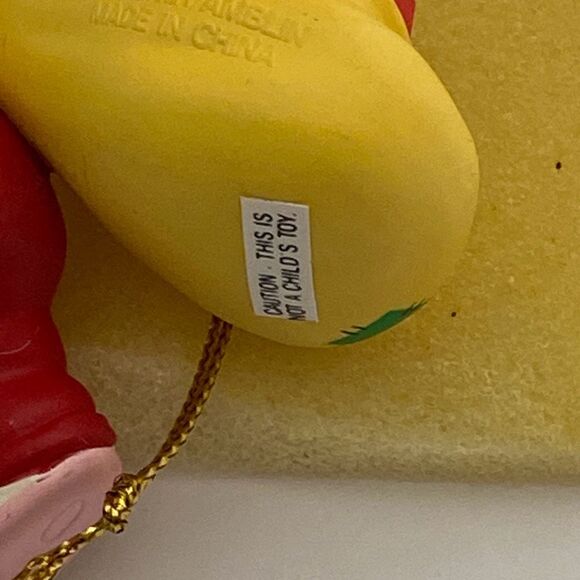 AMBLIN
MADE IN CHINA
CAUTION - THIS IS
NOT A CHILD'S TOY.